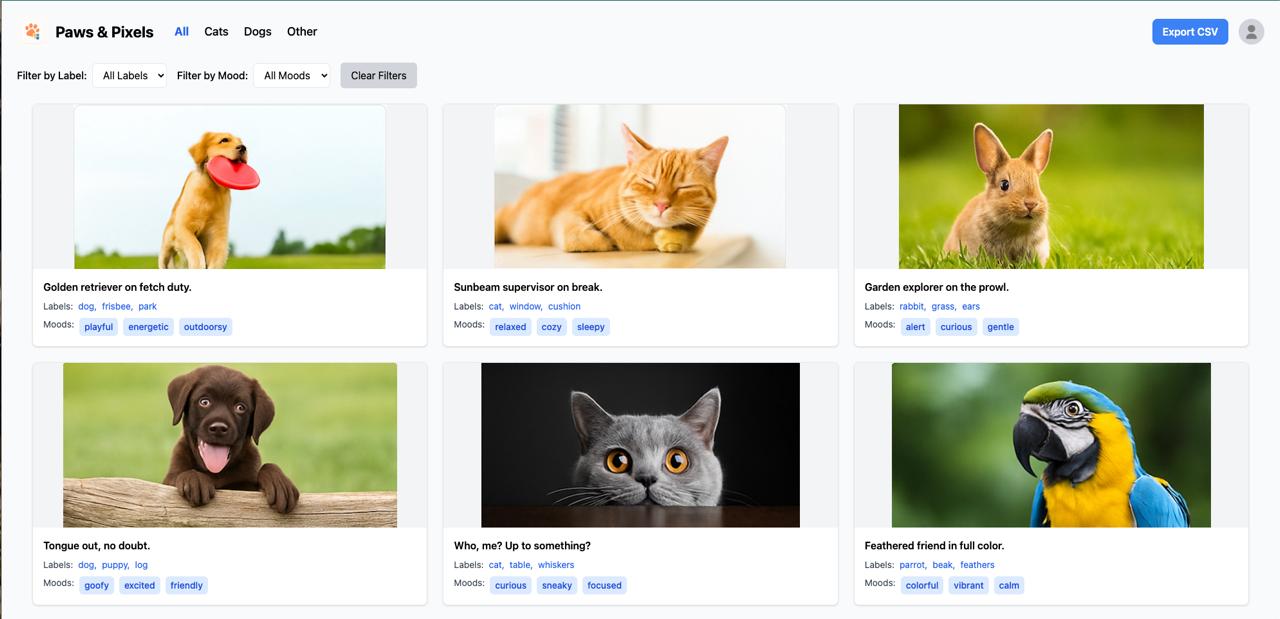 Paws & Pixels All Cats Dogs Other Export CSV
Filter by Label: All Labels Filter by Mood: All Moods Clear Filters
Golden retriever on fetch duty.
Labels: dog, frisbee, park
Moods: playful energetic outdoorsy
Sunbeam supervisor on break.
Labels: cat, window, cushion
Moods: relaxed cozy sleepy
Garden explorer on the prowl.
Labels: rabbit, grass, ears
Moods: alert curious gentle
Tongue out, no doubt.
Labels: dog, puppy, log
Moods: goofy excited friendly
Who, me? Up to something?
Labels: cat, table, whiskers
Moods: curious sneaky focused
Feathered friend in full color.
Labels: parrot, beak, feathers
Moods: colorful vibrant calm